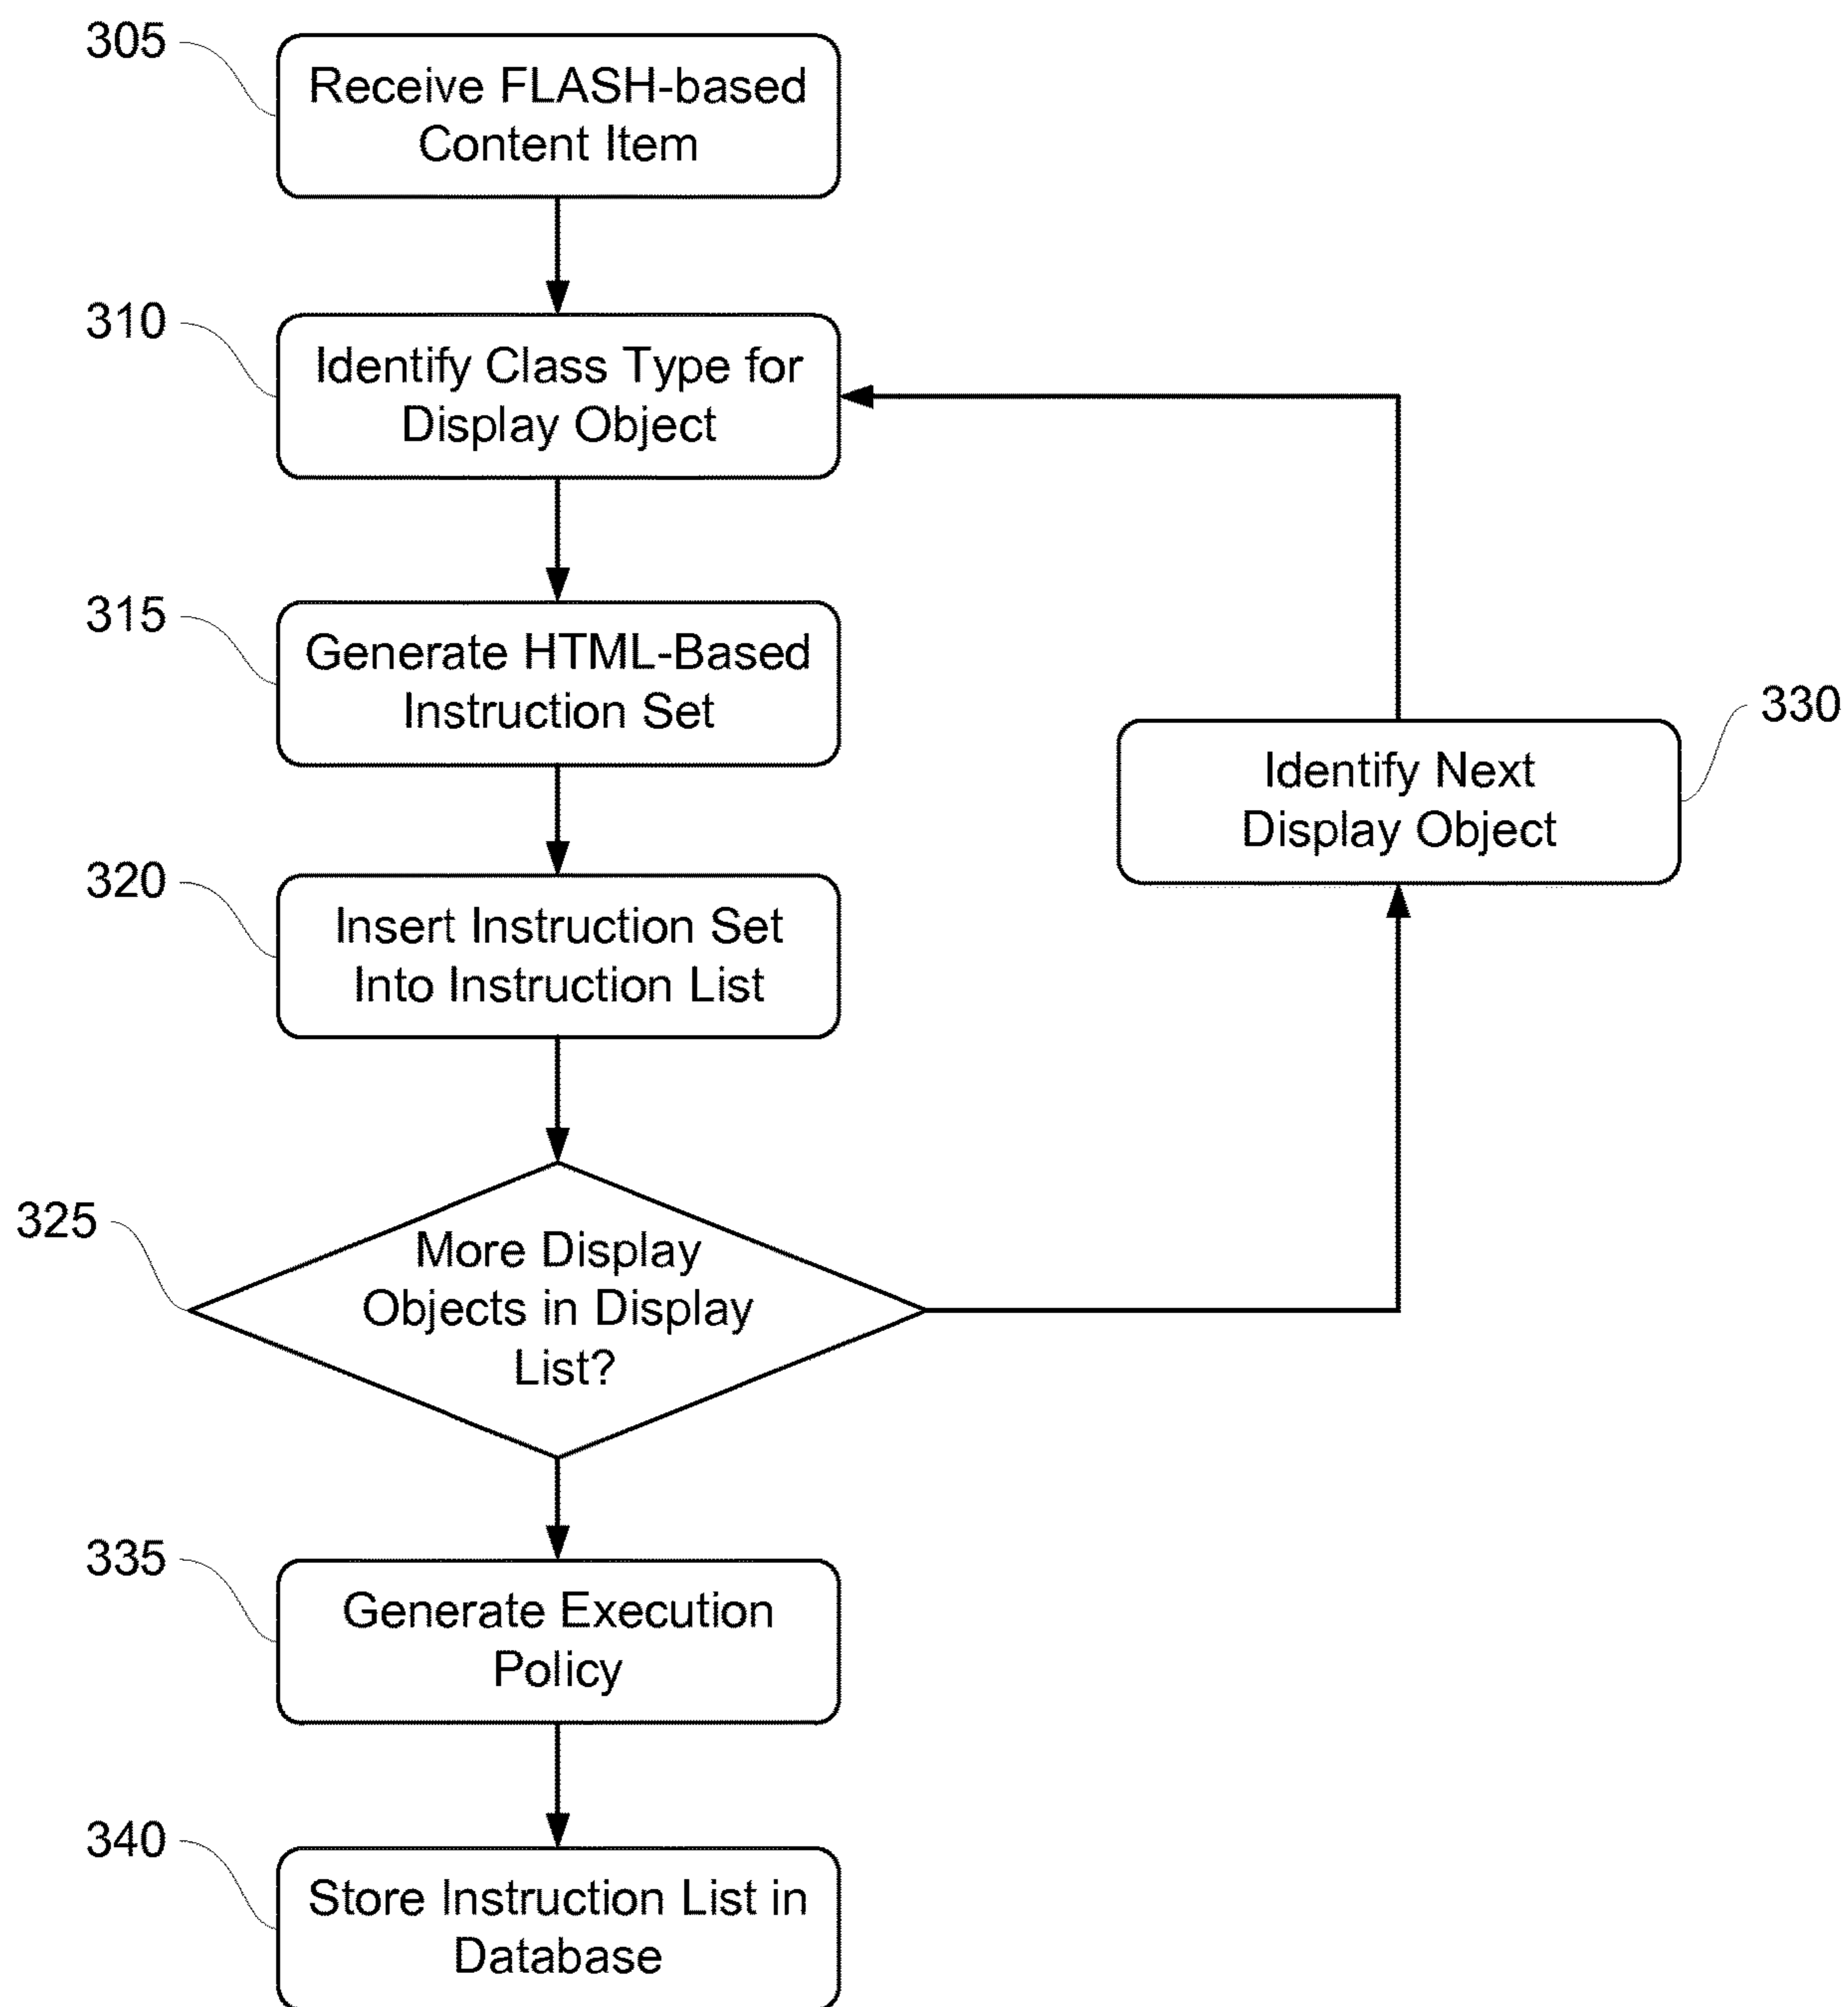 305
Receive FLASH-based
Content Item
310
Identify Class Type for
Display Object
315
Generate HTML-Based
Instruction Set
330
Identify Next
Display Object
320
Insert Instruction Set
Into Instruction List
325
More Display
Objects in Display
List?
335
Generate Execution
Policy
340
Store Instruction List in
Database